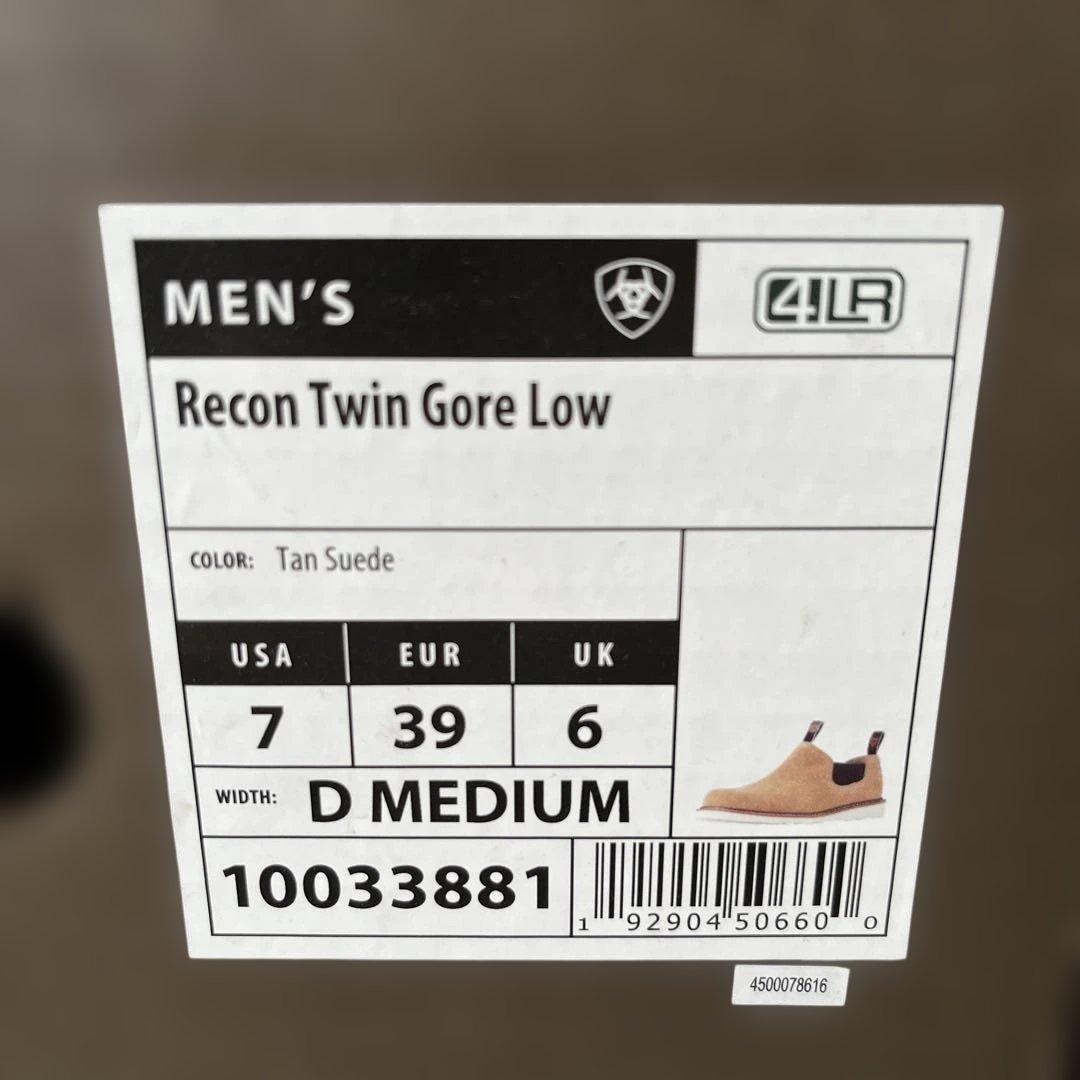 MEN'S
4LR
Recon Twin Gore Low
COLOR: Tan Suede
USA EUR UK
7 39 6
WIDTH: D MEDIUM
10033881
1 92904 50660 0
4500078616